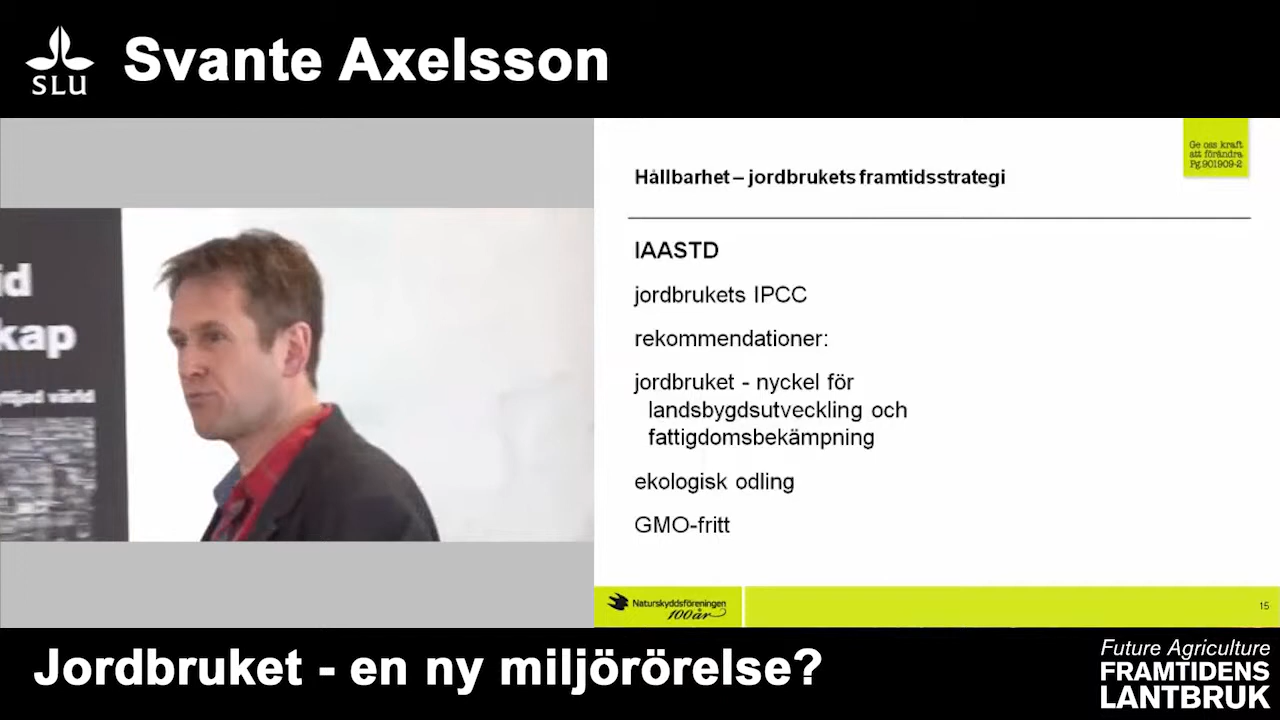 SLU
Svante Axelsson
id
kap
ttjad värld
Ge oss kraft
att förändra
Pg 901909-2
Hållbarhet – jordbrukets framtidsstrategi
IAASTD
jordbrukets IPCC
rekommendationer:
jordbruket - nyckel för
landsbygdsutveckling och
fattigdomsbekämpning
ekologisk odling
GMO-fritt
Naturskyddsföreningen
100 år
15
Jordbruket - en ny miljörörelse?
Future Agriculture
FRAMTIDENS
LANTBRUK